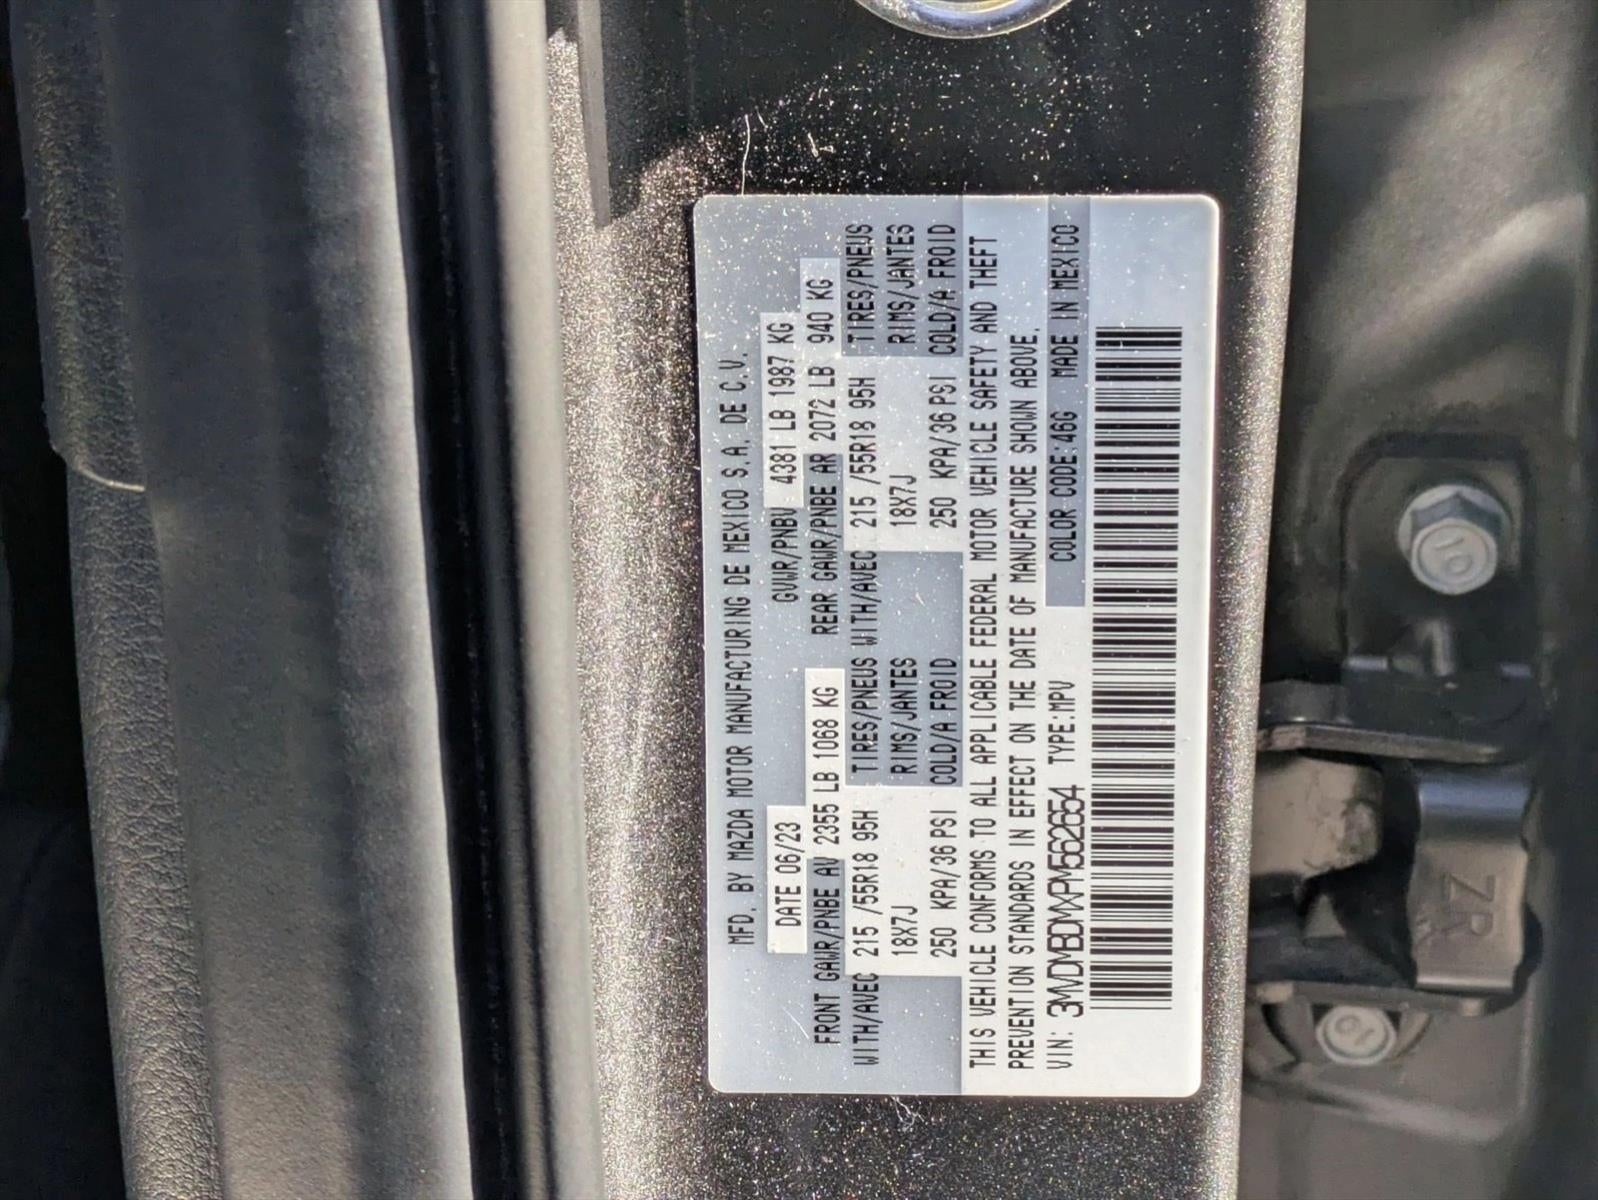 MFD. BY MAZDA MOTOR MANUFACTURING DE MEXICO S.A. DE C.V.
DATE 06/23 GVWR/PNBV 4381 LB 1987 KG
FRONT GAWR/PNBE AV 2355 LB 1068 KG REAR GAWR/PNBE AR 2072 LB 940 KG
WITH/AVEC 215 /55R18 95H TIRES/PNEUS WITH/AVEC 215 /55R18 95H TIRES/PNEUS
18X7J RIMS/JANTES 18X7J RIMS/JANTES
250 KPA/36 PSI COLD/A FROID 250 KPA/36 PSI COLD/A FROID
THIS VEHICLE CONFORMS TO ALL APPLICABLE FEDERAL MOTOR VEHICLE SAFETY AND THEFT
PREVENTION STANDARDS IN EFFECT ON THE DATE OF MANUFACTURE SHOWN ABOVE.
VIN: 3MVDMBDMXPM562654 TYPE:MPV COLOR CODE:46G MADE IN MEXICO
10
ZR